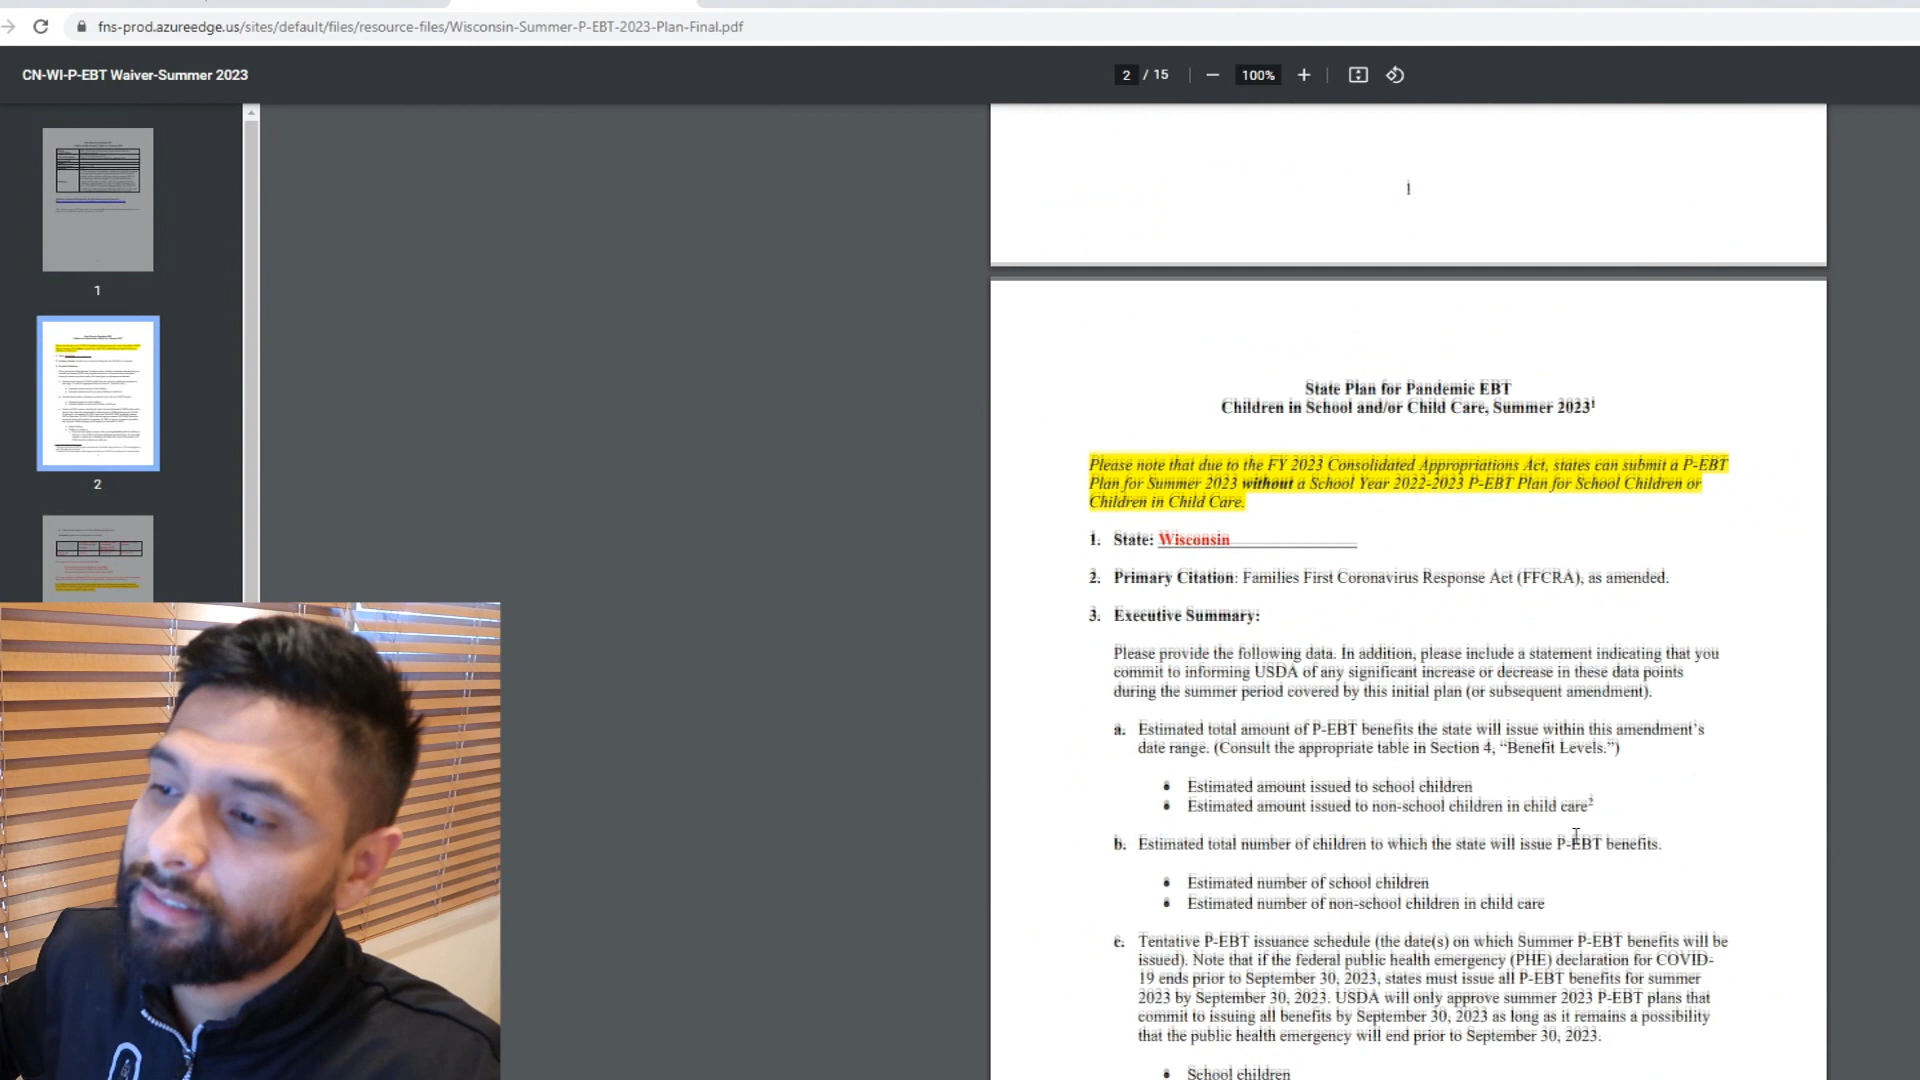 fns-prod.azureedge.us/sites/default/files/resource-files/Wisconsin-Summer-P-EBT-2023-Plan-Final.pdf
CN-WI-P-EBT Waiver-Summer 2023
2 / 15
100%
1
2
1
State Plan for Pandemic EBT
Children in School and/or Child Care, Summer 2023¹
Please note that due to the FY 2023 Consolidated Appropriations Act, states can submit a P-EBT
Plan for Summer 2023 without a School Year 2022-2023 P-EBT Plan for School Children or
Children in Child Care.
1. State: Wisconsin
2. Primary Citation: Families First Coronavirus Response Act (FFCRA), as amended.
3. Executive Summary:
Please provide the following data. In addition, please include a statement indicating that you
commit to informing USDA of any significant increase or decrease in these data points
during the summer period covered by this initial plan (or subsequent amendment).
a. Estimated total amount of P-EBT benefits the state will issue within this amendment's
date range. (Consult the appropriate table in Section 4, “Benefit Levels.”)
• Estimated amount issued to school children
• Estimated amount issued to non-school children in child care²
b. Estimated total number of children to which the state will issue P-EBT benefits.
• Estimated number of school children
• Estimated number of non-school children in child care
c. Tentative P-EBT issuance schedule (the date(s) on which Summer P-EBT benefits will be
issued). Note that if the federal public health emergency (PHE) declaration for COVID-
19 ends prior to September 30, 2023, states must issue all P-EBT benefits for summer
2023 by September 30, 2023. USDA will only approve summer 2023 P-EBT plans that
commit to issuing all benefits by September 30, 2023 as long as it remains a possibility
that the public health emergency will end prior to September 30, 2023.
• School children